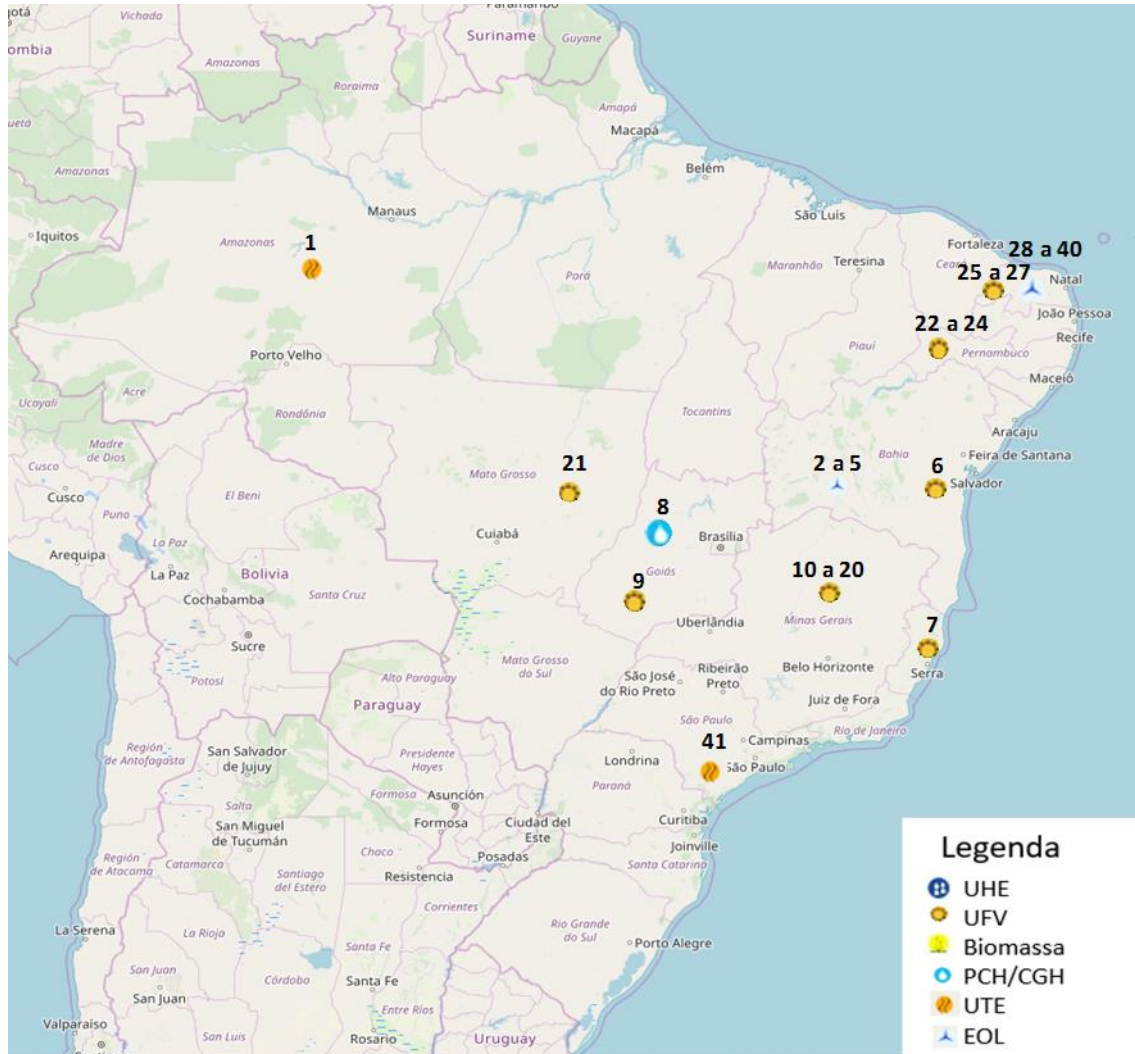 gotá
Vichada
Paramaribo
ombia
Suriname
Guyane
Amazonas
Roraima
uetá
Amapá
Macapá
Amazonas
Belém
Manaus
São Luís
Iquitos
Amazonas
1
Fortaleza
28 a 40
Ceará
Maranhão
Teresina
25 a 27
Natal
Pará
João Pessoa
22 a 24
Recife
Porto Velho
Piauí
Pernambuco
Maceió
Acre
Ucayali
Rondônia
Tocantins
Aracaju
Madre
de Dios
Cusco
Cusco
21
Mato Grosso
2 a 5
Bahia
6
Feira de Santana
Salvador
El Beni
Puno
8
Cuiabá
Brasília
Arequipa
La Paz
La Paz
Bolivia
Goiás
10 a 20
9
Santa Cruz
Cochabamba
Uberlândia
Minas Gerais
7
Sucre
Serra
Potosí
Mato Grosso
do Sul
Alto Paraguay
Ribeirão
Preto
São José
do Rio Preto
Belo Horizonte
Juiz de Fora
Paraguay
São Paulo
Rio de Janeiro
41
Campinas
Región
de Antofagasta
San Salvador
de Jujuy
Presidente
Hayes
Londrina
São Paulo
Paraná
Salta
Formosa
Asunción
Curitiba
San Miguel
de Tucumán
Formosa
Ciudad del
Este
Joinville
Chaco
Posadas
Santa Catarina
Región
de Atacama
Catamarca
Santiago
del Estero
Resistencia
Corrientes
La Serena
La Rioja
Santa Fe
Rio Grande
do Sul
Porto Alegre
San Juan
San Juan
Córdoba
Santa Fe
Entre Ríos
Valparaíso
San Luis
Rosario
Uruguay
Legenda
UHE
UFV
Biomassa
PCH/CGH
UTE
EOL